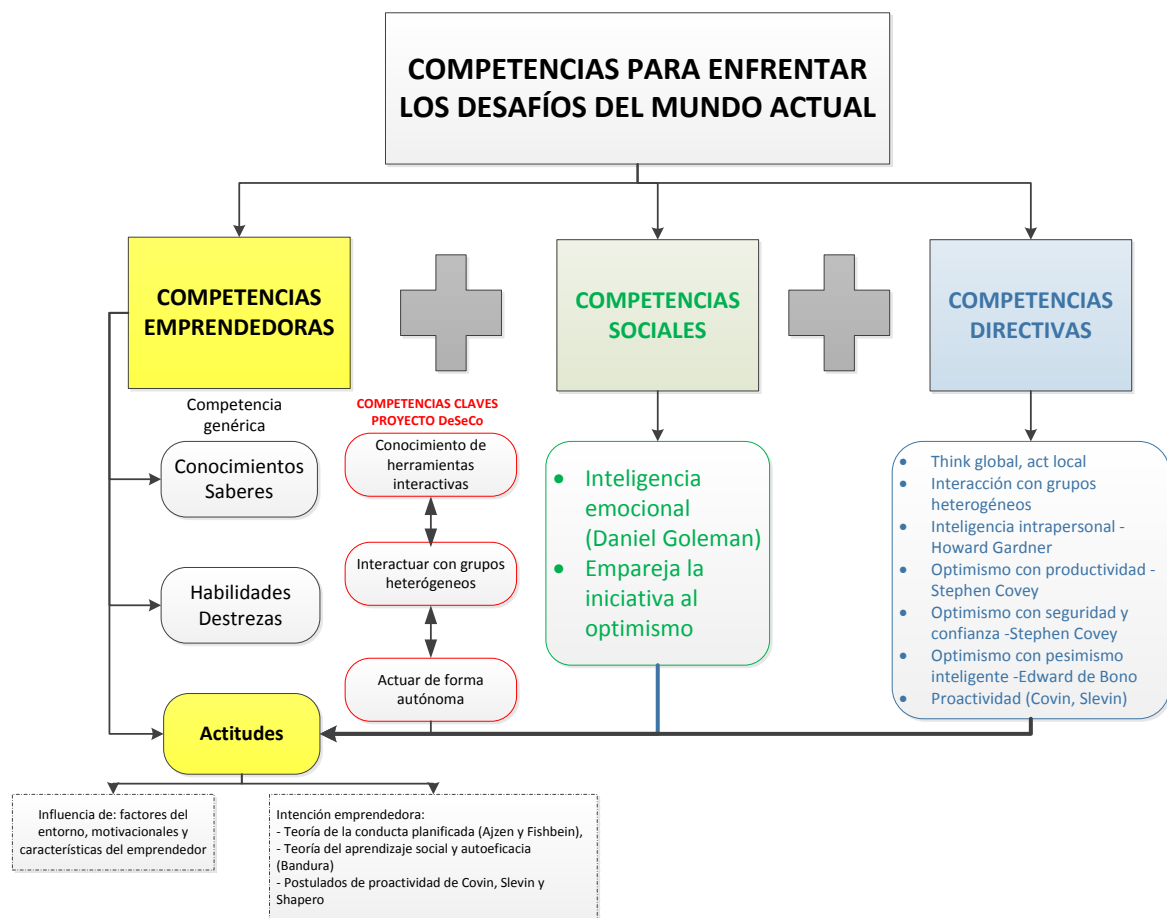 COMPETENCIAS PARA ENFRENTAR
LOS DESAFÍOS DEL MUNDO ACTUAL
COMPETENCIAS
EMPRENDEDORAS
COMPETENCIAS
SOCIALES
COMPETENCIAS
DIRECTIVAS
Competencia
genérica
Conocimientos
Saberes
Habilidades
Destrezas
Actitudes
COMPETENCIAS CLAVES
PROYECTO DeSeCo
Conocimiento de
herramientas
interactivas
Interactuar con grupos
heterógeneos
Actuar de forma
autónoma
• Inteligencia
emocional
(Daniel Goleman)
• Empareja la
iniciativa al
optimismo
• Think global, act local
• Interacción con grupos
heterogéneos
• Inteligencia intrapersonal -
Howard Gardner
• Optimismo con productividad -
Stephen Covey
• Optimismo con seguridad y
confianza -Stephen Covey
• Optimismo con pesimismo
inteligente -Edward de Bono
• Proactividad (Covin, Slevin)
Influencia de: factores del
entorno, motivacionales y
características del emprendedor
Intención emprendedora:
- Teoría de la conducta planificada (Ajzen y Fishbein),
- Teoría del aprendizaje social y autoeficacia
(Bandura)
- Postulados de proactividad de Covin, Slevin y
Shapero